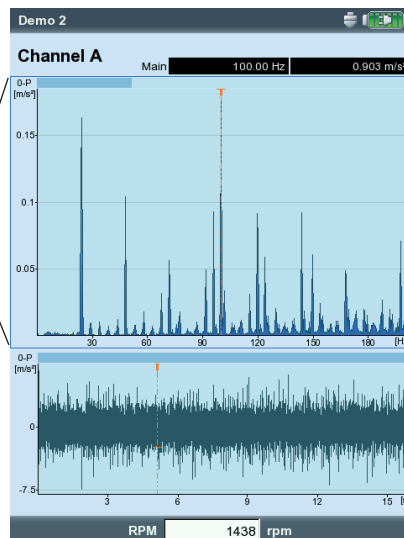 Demo 2
Channel A
Main 100.00 Hz 0.903 m/s²
0-P
[m/s²]
0.15
0.1
0.05
30 60 90 120 150 180 [H
0-P
[m/s²]
0
-7.5
3 6 9 12 15
RPM 1438 rpm